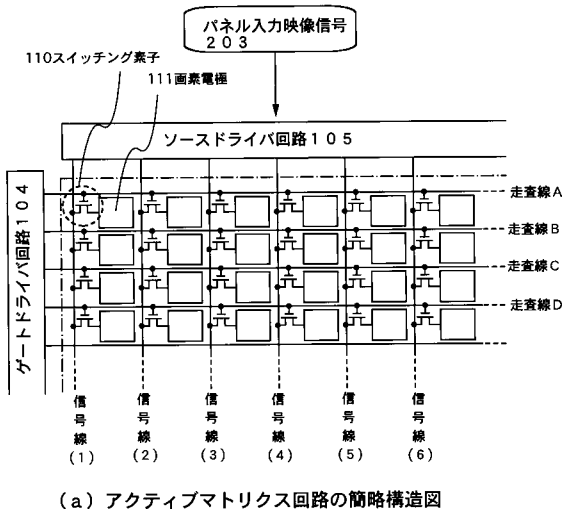 パネル入力映像信号
２０３
110スイッチング素子
111画素電極
ソースドライバ回路１０５
ゲートドライバ回路104
走査線A
走査線B
走査線C
走査線D
信号線(1)
信号線(2)
信号線(3)
信号線(4)
信号線(5)
信号線(6)
(a) アクティブマトリクス回路の簡略構造図